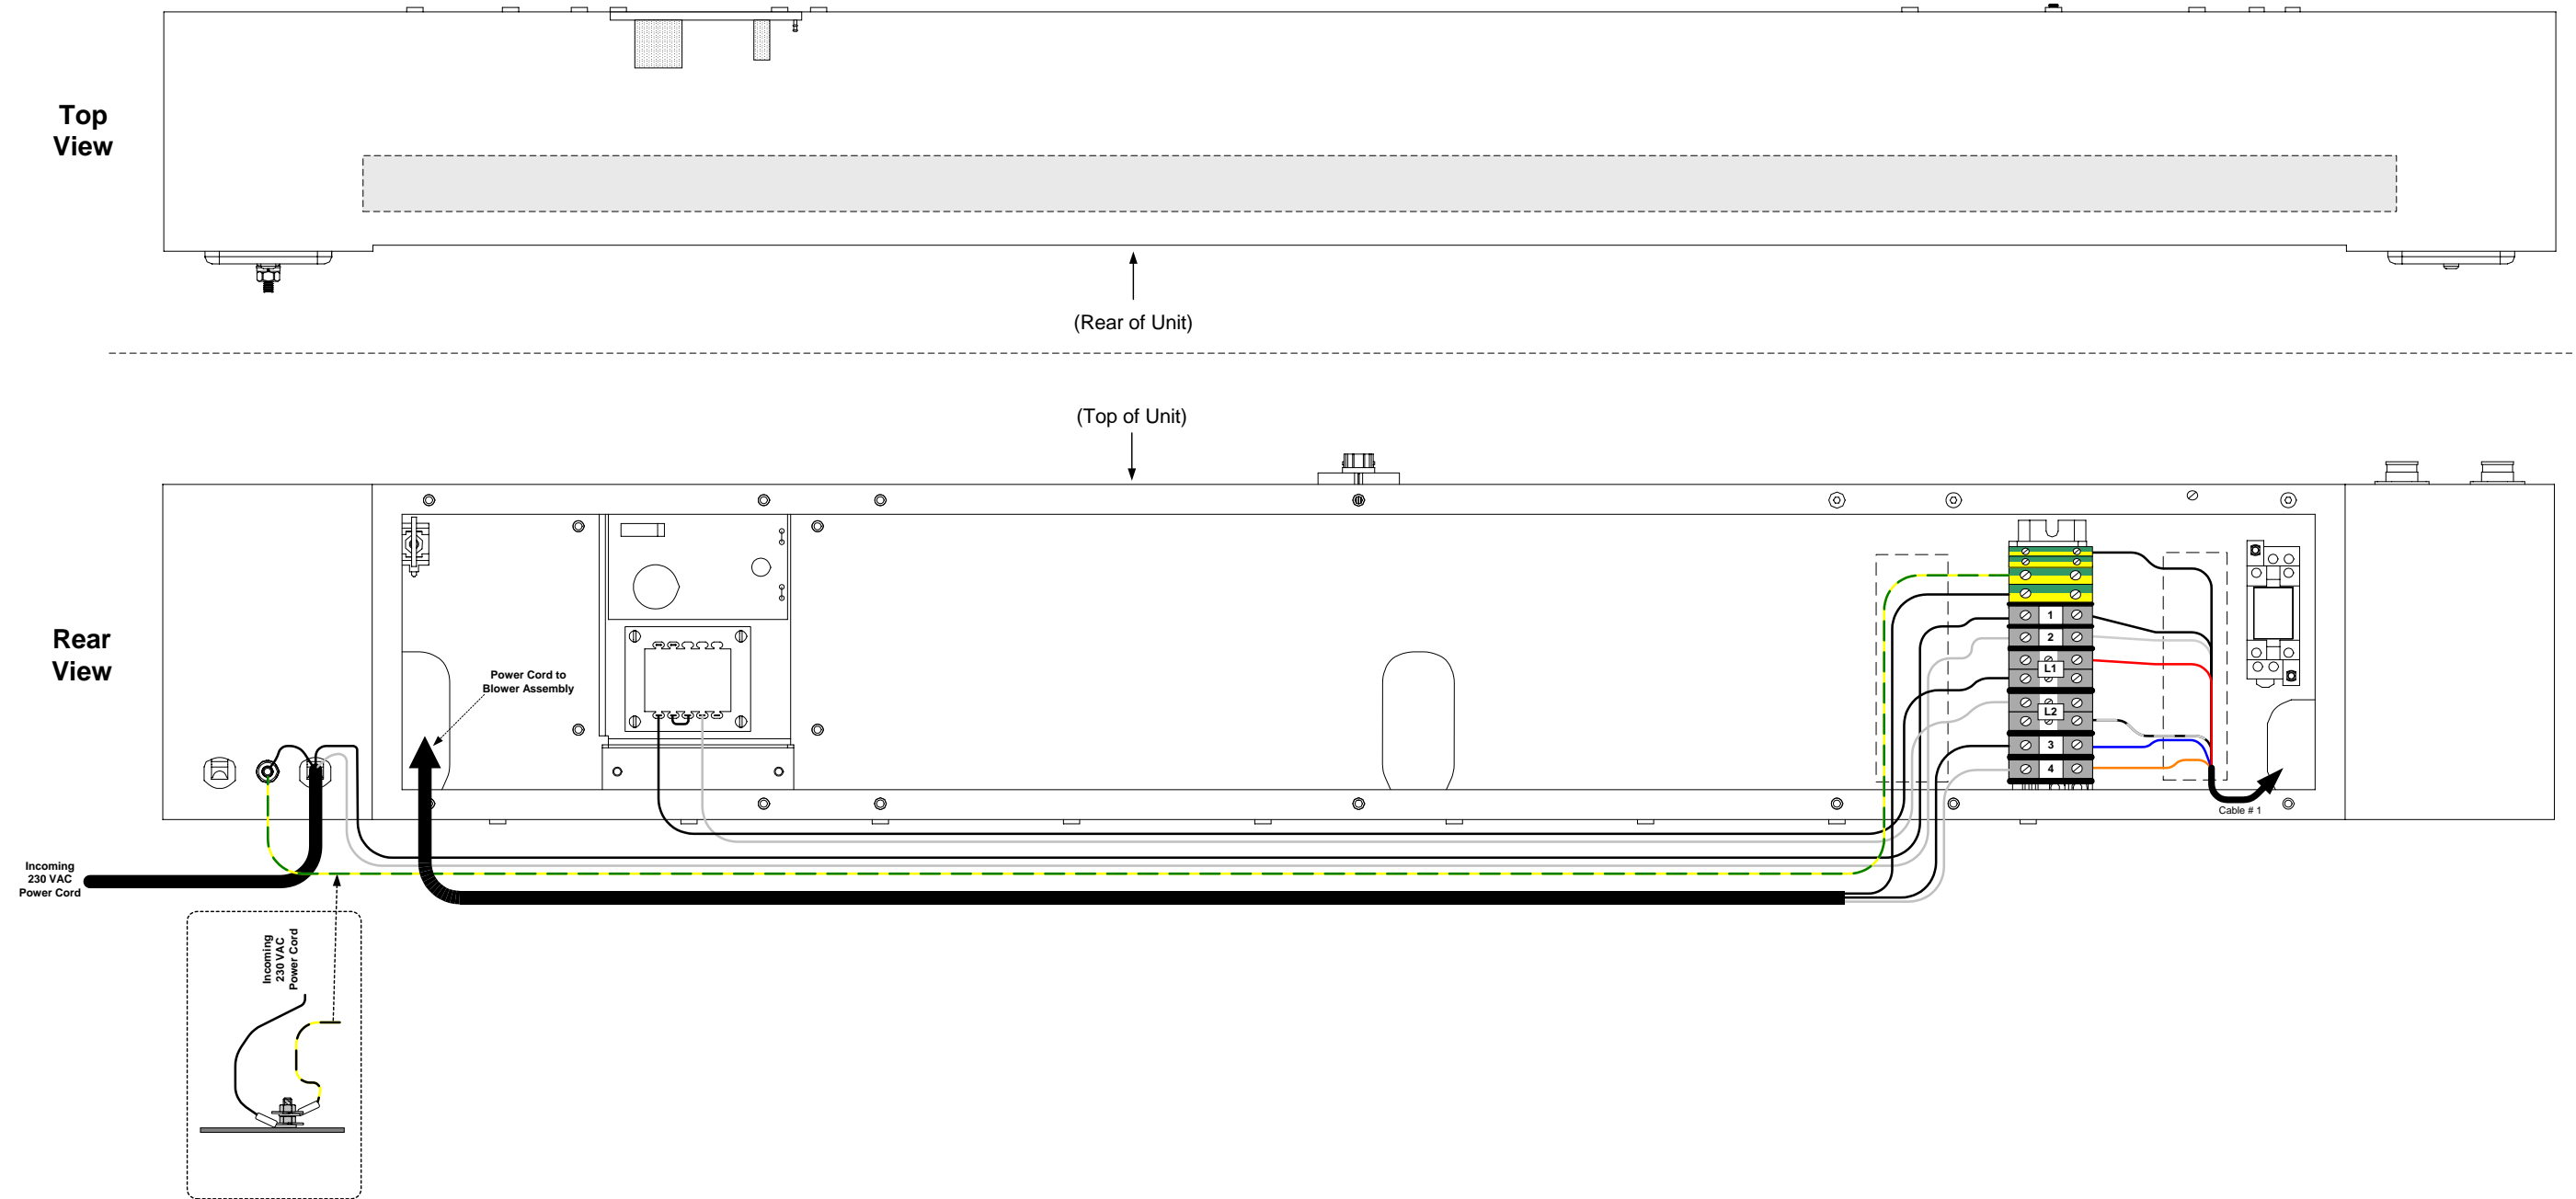 Top
View
(Rear of Unit)
(Top of Unit)
Rear
View
Power Cord to
Blower Assembly
1
2
L1
L2
3
4
Cable # 1
Incoming
230 VAC
Power Cord
Incoming
230 VAC
Power Cord